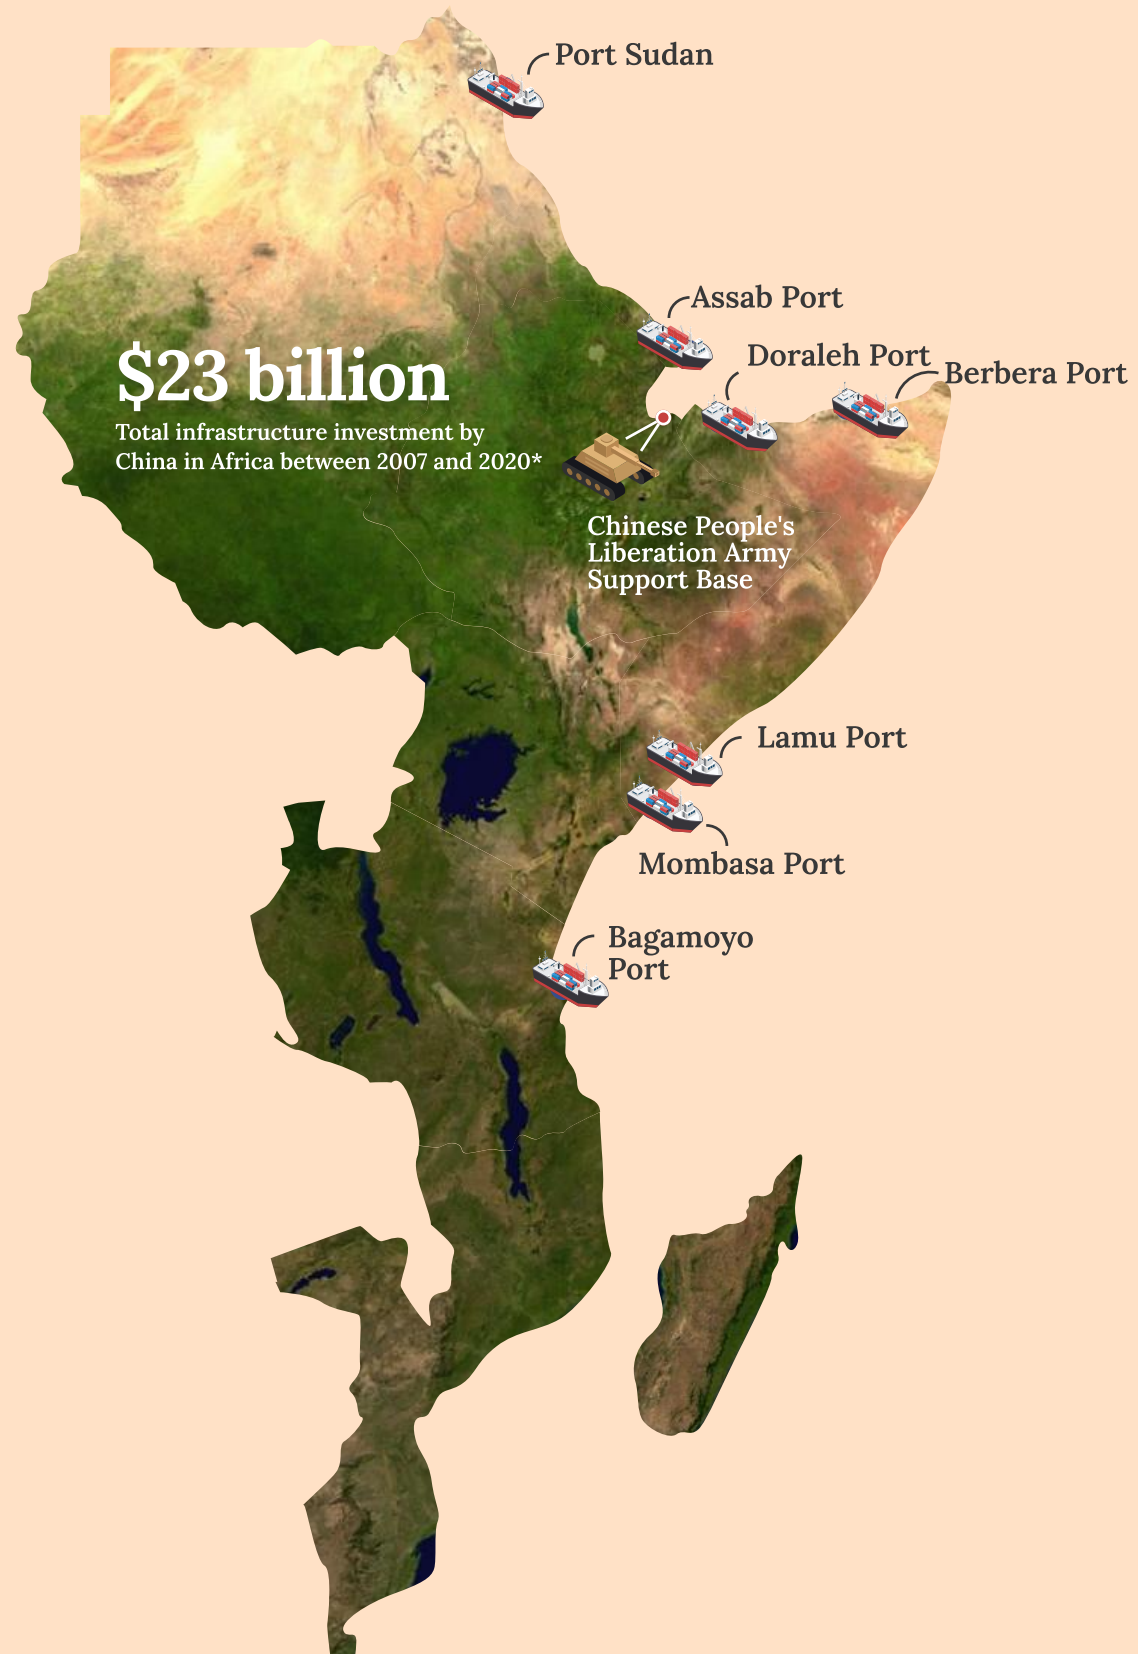 Port Sudan
Assab Port
Doraleh Port
Berbera Port
$23 billion
Total infrastructure investment by
China in Africa between 2007 and 2020*
Chinese People's
Liberation Army
Support Base
Lamu Port
Mombasa Port
Bagamoyo
Port